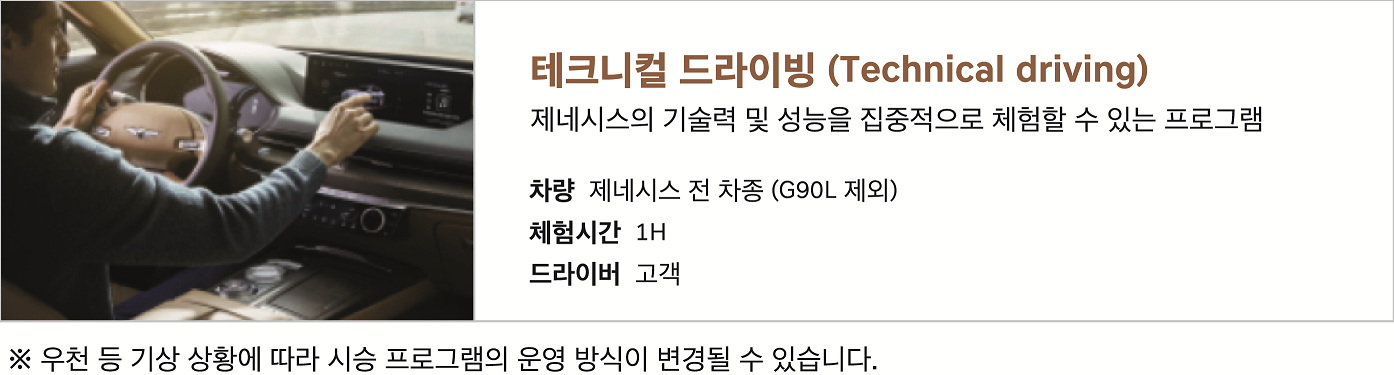 테크니컬 드라이빙 (Technical driving)
제네시스의 기술력 및 성능을 집중적으로 체험할 수 있는 프로그램
차량 제네시스 전 차종 (G90L 제외)
체험시간 1H
드라이버 고객
※ 우천 등 기상 상황에 따라 시승 프로그램의 운영 방식이 변경될 수 있습니다.